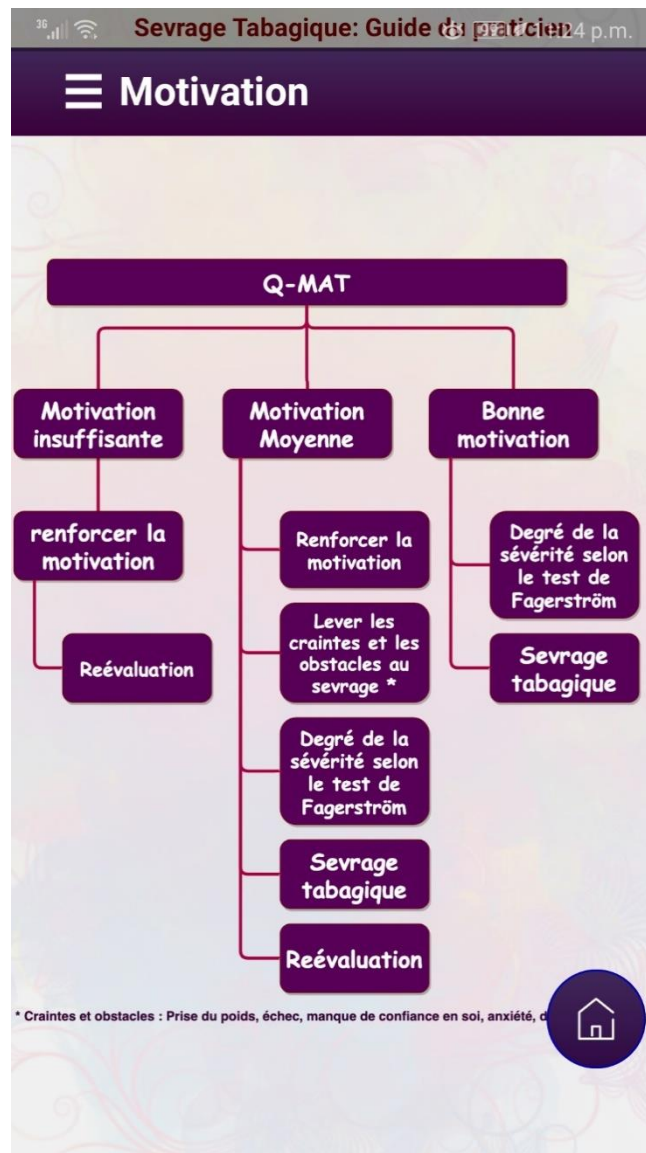 3G
Sevrage Tabagique: Guide du praticien
p.m.
Motivation
Q-MAT
Motivation
insuffisante
renforcer la
motivation
Reévaluation
Motivation
Moyenne
Renforcer la
motivation
Lever les
craintes et les
obstacles au
sevrage *
Degré de la
sévérité selon
le test de
Fagerström
Sevrage
tabagique
Reévaluation
Bonne
motivation
Degré de la
sévérité selon
le test de
Fagerström
Sevrage
tabagique
* Craintes et obstacles : Prise du poids, échec, manque de confiance en soi, anxiété,